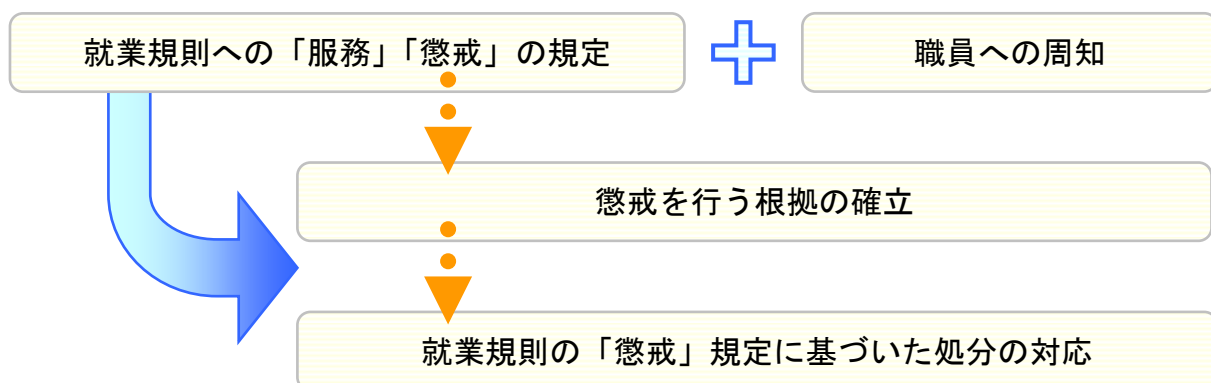 就業規則への「服務」「懲戒」の規定
職員への周知
懲戒を行う根拠の確立
就業規則の「懲戒」規定に基づいた処分の対応